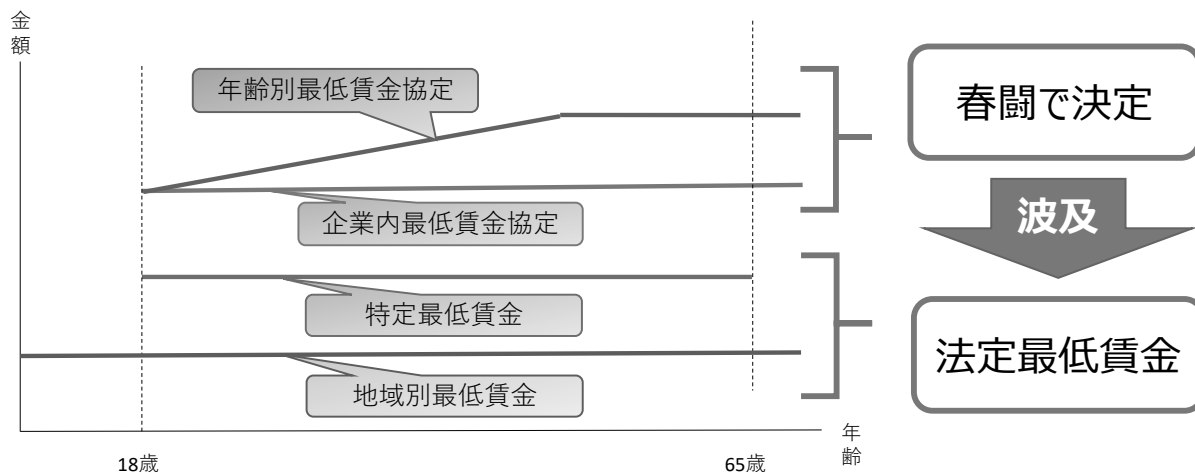 金額
年齢別最低賃金協定
春闘で決定
企業内最低賃金協定
波及
特定最低賃金
法定最低賃金
地域別最低賃金
年齢
18歳
65歳